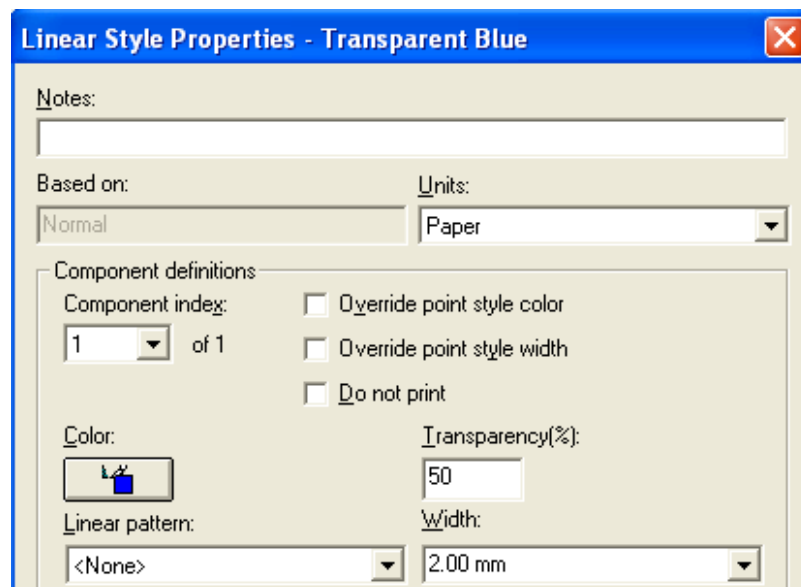 Linear Style Properties - Transparent Blue
Notes:
Based on: Units:
Normal Paper
Component definitions
Component index: Override point style color
1 of 1 Override point style width
Do not print
Color: Transparency(%):
50
Linear pattern: Width:
<None> 2.00 mm